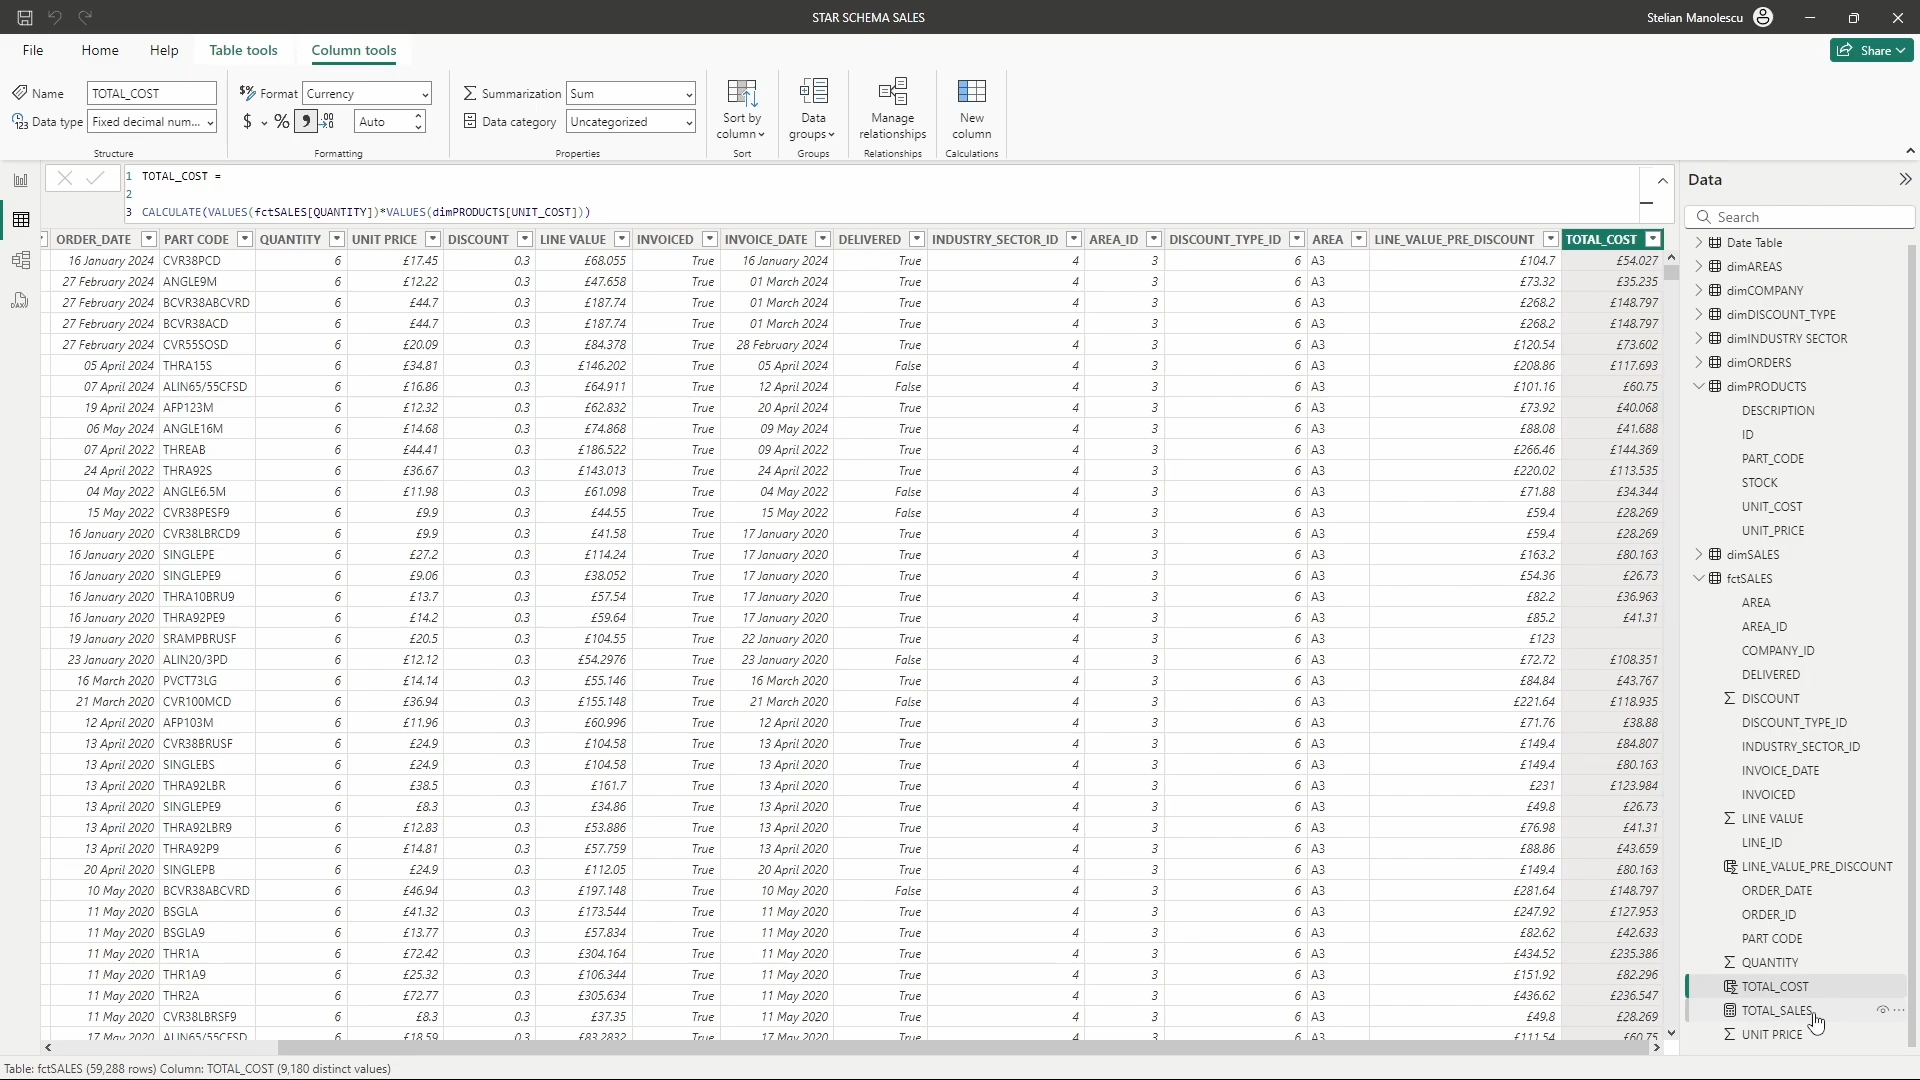 STAR SCHEMA SALES
Stelian Manolescu
File Home Help Table tools Column tools
Share
Name TOTAL_COST
Data type Fixed decimal num...
Structure
Format Currency
$ % 9 .00 Auto
Formatting
Summarization Sum
Data category Uncategorized
Properties
Sort by column
Sort
Data groups
Groups
Manage relationships
Relationships
New column
Calculations
1 TOTAL_COST =
2
3 CALCULATE(VALUES(fctSALES[QUANTITY])*VALUES(dimPRODUCTS[UNIT_COST]))
ORDER_DATE PART CODE QUANTITY UNIT PRICE DISCOUNT LINE VALUE INVOICED INVOICE_DATE DELIVERED INDUSTRY_SECTOR_ID AREA_ID DISCOUNT_TYPE_ID AREA LINE_VALUE_PRE_DISCOUNT TOTAL_COST
16 January 2024 CVR38PCD 6 £17.45 0.3 £68.055 True 16 January 2024 True 4 3 6 A3 £104.7 £54.027
27 February 2024 ANGLE9M 6 £12.22 0.3 £47.658 True 01 March 2024 True 4 3 6 A3 £73.32 £35.235
27 February 2024 BCVR38ABCVRD 6 £44.7 0.3 £187.74 True 01 March 2024 True 4 3 6 A3 £268.2 £148.797
27 February 2024 BCVR38ACD 6 £44.7 0.3 £187.74 True 01 March 2024 True 4 3 6 A3 £268.2 £148.797
27 February 2024 CVR55SOSD 6 £20.09 0.3 £84.378 True 28 February 2024 True 4 3 6 A3 £120.54 £73.602
05 April 2024 THRA15S 6 £34.81 0.3 £146.202 True 05 April 2024 False 4 3 6 A3 £208.86 £117.693
07 April 2024 ALIN65/55CFSD 6 £16.86 0.3 £64.911 True 12 April 2024 False 4 3 6 A3 £101.16 £60.75
19 April 2024 AFP123M 6 £12.32 0.3 £62.832 True 20 April 2024 True 4 3 6 A3 £73.92 £40.068
06 May 2024 ANGLE16M 6 £14.68 0.3 £74.868 True 09 May 2024 True 4 3 6 A3 £88.08 £41.688
07 April 2022 THREAB 6 £44.41 0.3 £186.522 True 09 April 2022 True 4 3 6 A3 £266.46 £144.369
24 April 2022 THRA92S 6 £36.67 0.3 £143.013 True 24 April 2022 True 4 3 6 A3 £220.02 £113.535
04 May 2022 ANGLE6.5M 6 £11.98 0.3 £61.098 True 04 May 2022 False 4 3 6 A3 £71.88 £34.344
15 May 2022 CVR38PESF9 6 £9.9 0.3 £44.55 True 15 May 2022 False 4 3 6 A3 £59.4 £28.269
16 January 2020 CVR38LBRCD9 6 £9.9 0.3 £41.58 True 17 January 2020 True 4 3 6 A3 £59.4 £28.269
16 January 2020 SINGLEPE 6 £27.2 0.3 £114.24 True 17 January 2020 True 4 3 6 A3 £163.2 £80.163
16 January 2020 SINGLEPE9 6 £9.06 0.3 £38.052 True 17 January 2020 True 4 3 6 A3 £54.36 £26.73
16 January 2020 THRA10BRU9 6 £13.7 0.3 £57.54 True 17 January 2020 True 4 3 6 A3 £82.2 £36.963
16 January 2020 THRA92PE9 6 £14.2 0.3 £59.64 True 17 January 2020 True 4 3 6 A3 £85.2 £41.31
19 January 2020 SRAMPBRUSF 6 £20.5 0.3 £104.55 True 22 January 2020 True 4 3 6 A3 £123
23 January 2020 ALIN20/3PD 6 £12.12 0.3 £54.2976 True 23 January 2020 False 4 3 6 A3 £72.72 £108.351
16 March 2020 PVCT73LG 6 £14.14 0.3 £55.146 True 16 March 2020 True 4 3 6 A3 £84.84 £43.767
21 March 2020 CVR100MCD 6 £36.94 0.3 £155.148 True 21 March 2020 False 4 3 6 A3 £221.64 £118.935
12 April 2020 AFP103M 6 £11.96 0.3 £60.996 True 12 April 2020 True 4 3 6 A3 £71.76 £38.88
13 April 2020 CVR38BRUSF 6 £24.9 0.3 £104.58 True 13 April 2020 True 4 3 6 A3 £149.4 £84.807
13 April 2020 SINGLEBS 6 £24.9 0.3 £104.58 True 13 April 2020 True 4 3 6 A3 £149.4 £80.163
13 April 2020 THRA92LBR 6 £38.5 0.3 £161.7 True 13 April 2020 True 4 3 6 A3 £231 £123.984
13 April 2020 SINGLEPE9 6 £8.3 0.3 £34.86 True 13 April 2020 True 4 3 6 A3 £49.8 £26.73
13 April 2020 THRA92LBR9 6 £12.83 0.3 £53.886 True 13 April 2020 True 4 3 6 A3 £76.98 £41.31
13 April 2020 THRA92P9 6 £14.81 0.3 £57.759 True 13 April 2020 True 4 3 6 A3 £88.86 £43.659
20 April 2020 SINGLEPB 6 £24.9 0.3 £112.05 True 20 April 2020 True 4 3 6 A3 £149.4 £80.163
10 May 2020 BCVR38ABCVRD 6 £46.94 0.3 £197.148 True 10 May 2020 False 4 3 6 A3 £281.64 £148.797
11 May 2020 BSGLA 6 £41.32 0.3 £173.544 True 11 May 2020 True 4 3 6 A3 £247.92 £127.953
11 May 2020 BSGLA9 6 £13.77 0.3 £57.834 True 11 May 2020 True 4 3 6 A3 £82.62 £42.633
11 May 2020 THR1A 6 £72.42 0.3 £304.164 True 11 May 2020 True 4 3 6 A3 £434.52 £235.386
11 May 2020 THR1A9 6 £25.32 0.3 £106.344 True 11 May 2020 True 4 3 6 A3 £151.92 £82.296
11 May 2020 THR2A 6 £72.77 0.3 £305.634 True 11 May 2020 True 4 3 6 A3 £436.62 £236.547
11 May 2020 CVR38LBRSF9 6 £8.3 0.3 £37.35 True 11 May 2020 True 4 3 6 A3 £49.8 £28.269
17 May 2020 ALIN65/55CFSD 6 £18.59 0.3 £83.2832 True 17 May 2020 True 4 3 6 A3 £111.54 £60.75
Data
Search
Date Table
dimAREAS
dimCOMPANY
dimDISCOUNT_TYPE
dimINDUSTRY SECTOR
dimORDERS
dimPRODUCTS
DESCRIPTION
ID
PART_CODE
STOCK
UNIT_COST
UNIT_PRICE
dimSALES
fctSALES
AREA
AREA_ID
COMPANY_ID
DELIVERED
DISCOUNT
DISCOUNT_TYPE_ID
INDUSTRY_SECTOR_ID
INVOICE_DATE
INVOICED
LINE VALUE
LINE_ID
LINE_VALUE_PRE_DISCOUNT
ORDER_DATE
ORDER_ID
PART CODE
QUANTITY
TOTAL_COST
TOTAL_SALES
UNIT PRICE
Table: fctSALES (59,288 rows) Column: TOTAL_COST (9,180 distinct values)